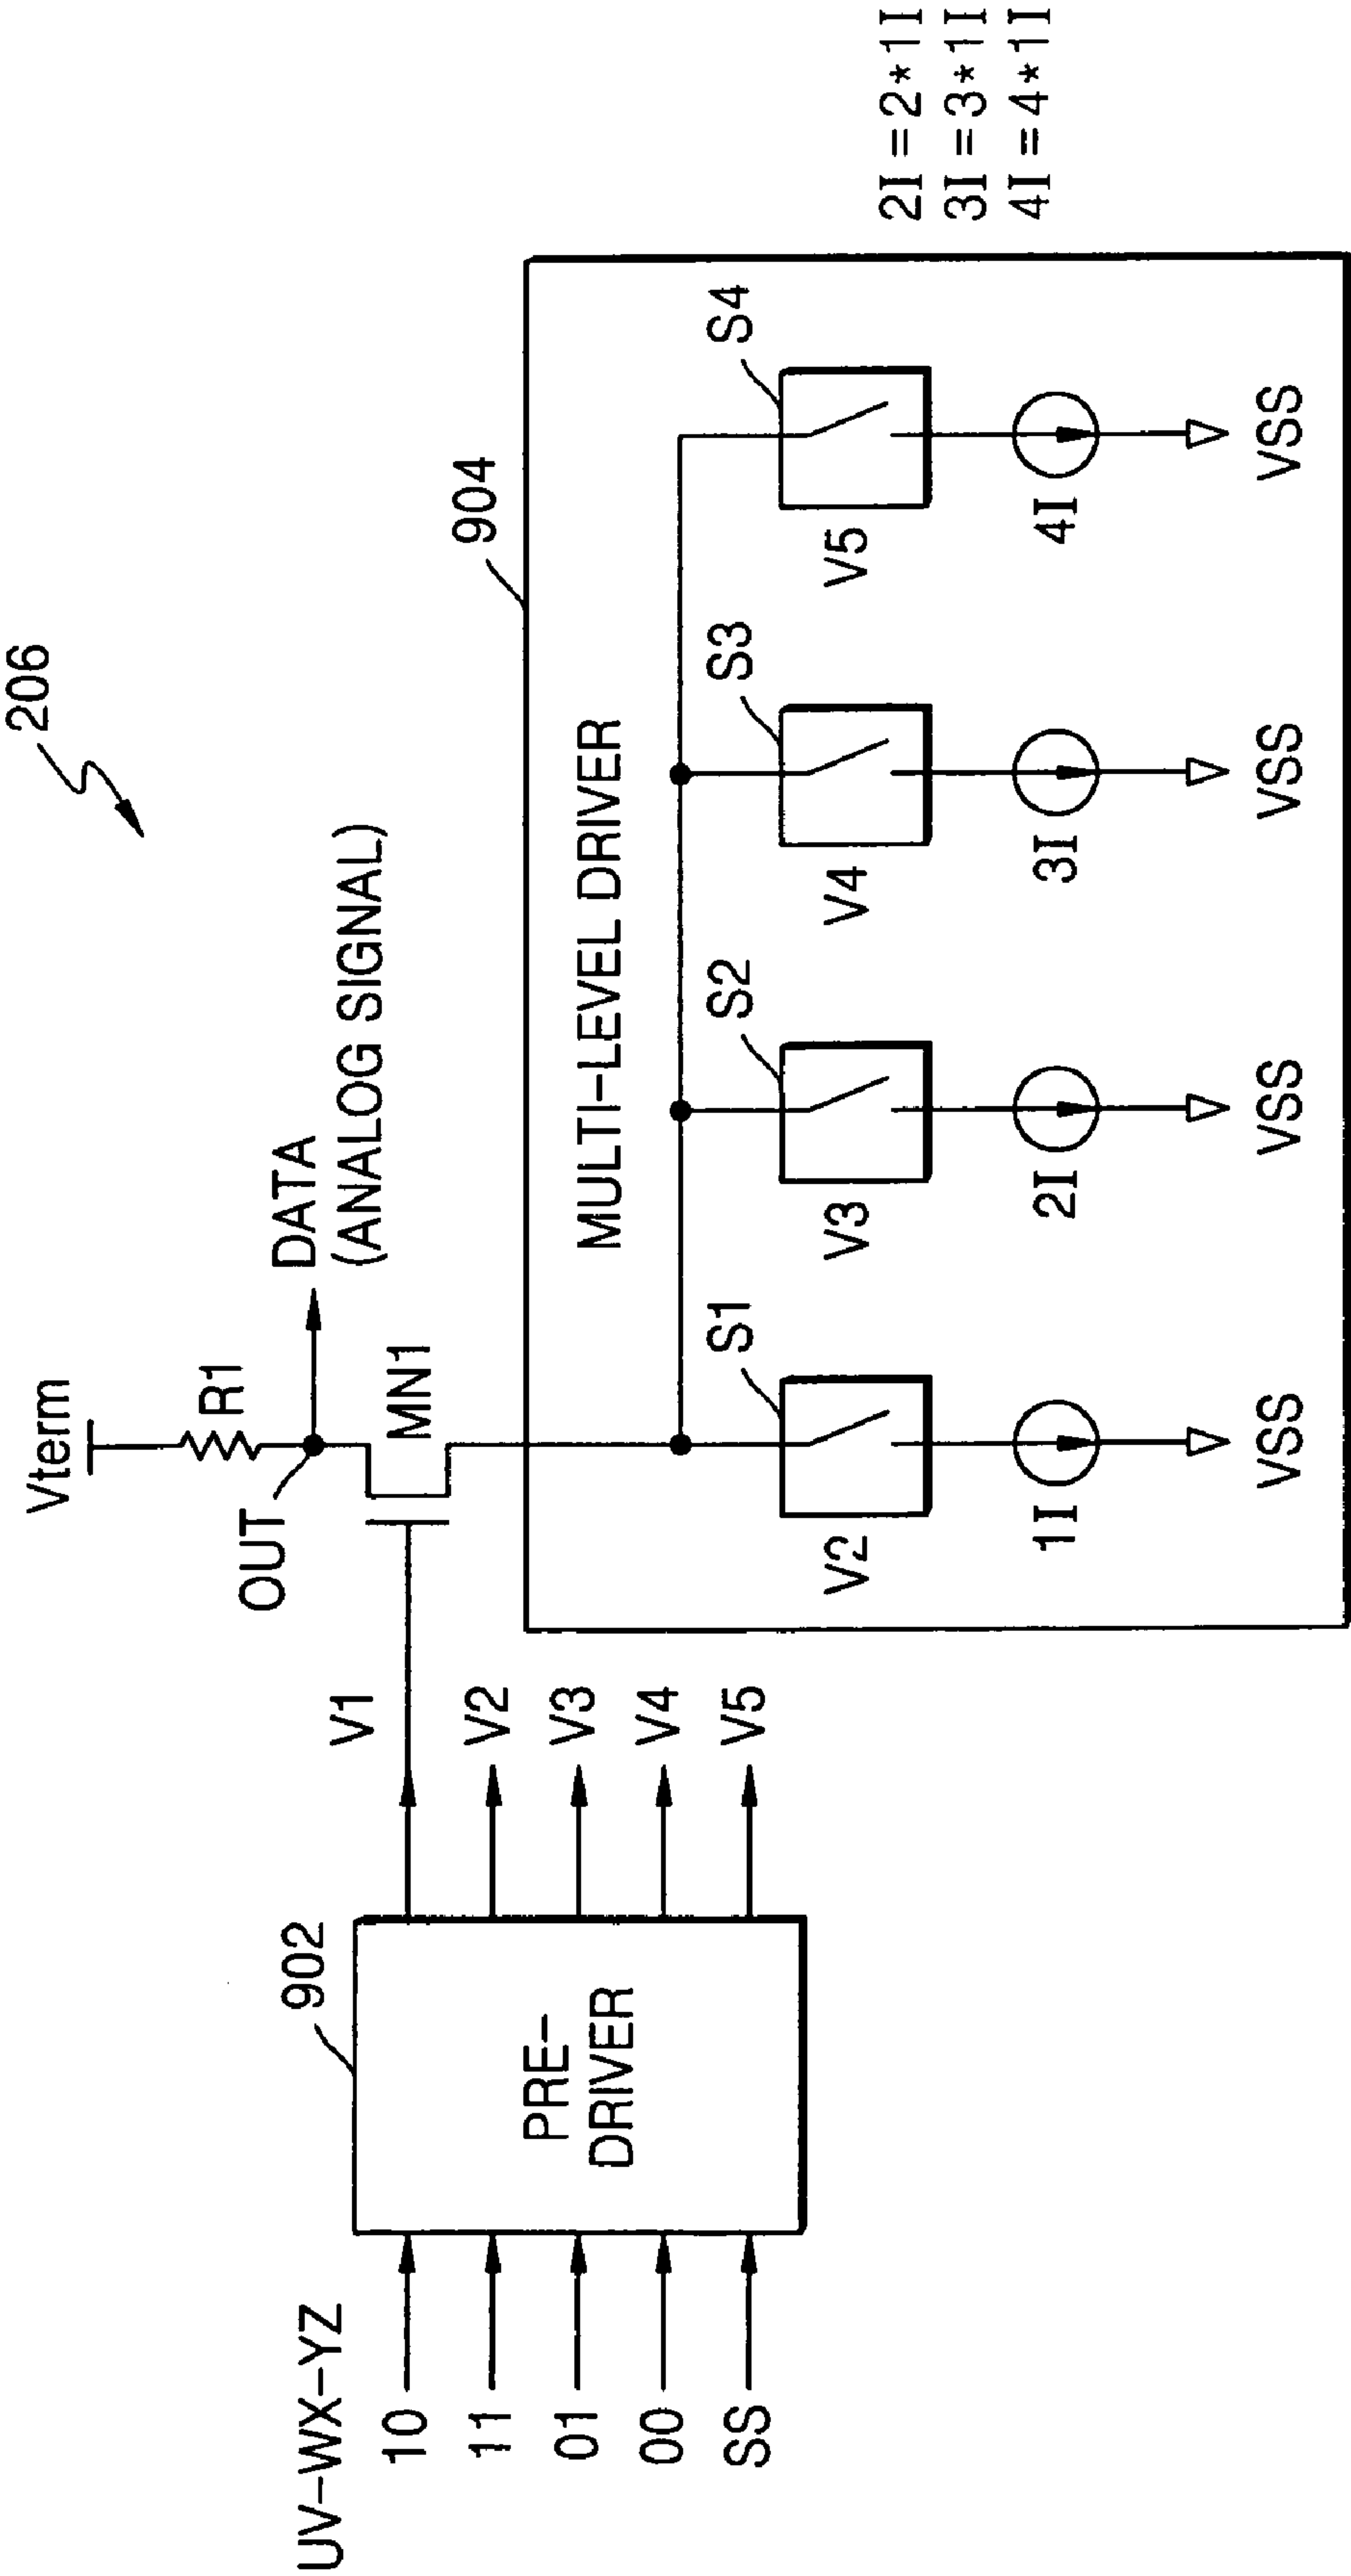 206
Vterm
R1
OUT
DATA
(ANALOG SIGNAL)
MN1
UV-WX-YZ
10
11
01
00
SS
902
PRE-
DRIVER
V1
V2
V3
V4
V5
904
MULTI-LEVEL DRIVER
S1
S2
S3
S4
V2
V3
V4
V5
1I
2I
3I
4I
VSS
VSS
VSS
VSS
2I=2*1I
3I=3*1I
4I=4*1I